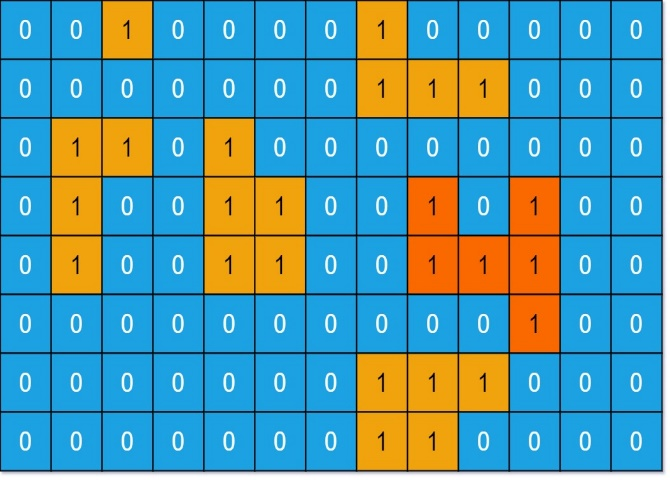 0 0 1 0 0 0 0 1 0 0 0 0 0
0 0 0 0 0 0 0 1 1 1 0 0 0
0 1 1 0 1 0 0 0 0 0 0 0 0
0 1 0 0 1 1 0 0 1 0 1 0 0
0 1 0 0 1 1 0 0 1 1 1 0 0
0 0 0 0 0 0 0 0 0 0 1 0 0
0 0 0 0 0 0 0 1 1 1 0 0 0
0 0 0 0 0 0 0 1 1 0 0 0 0